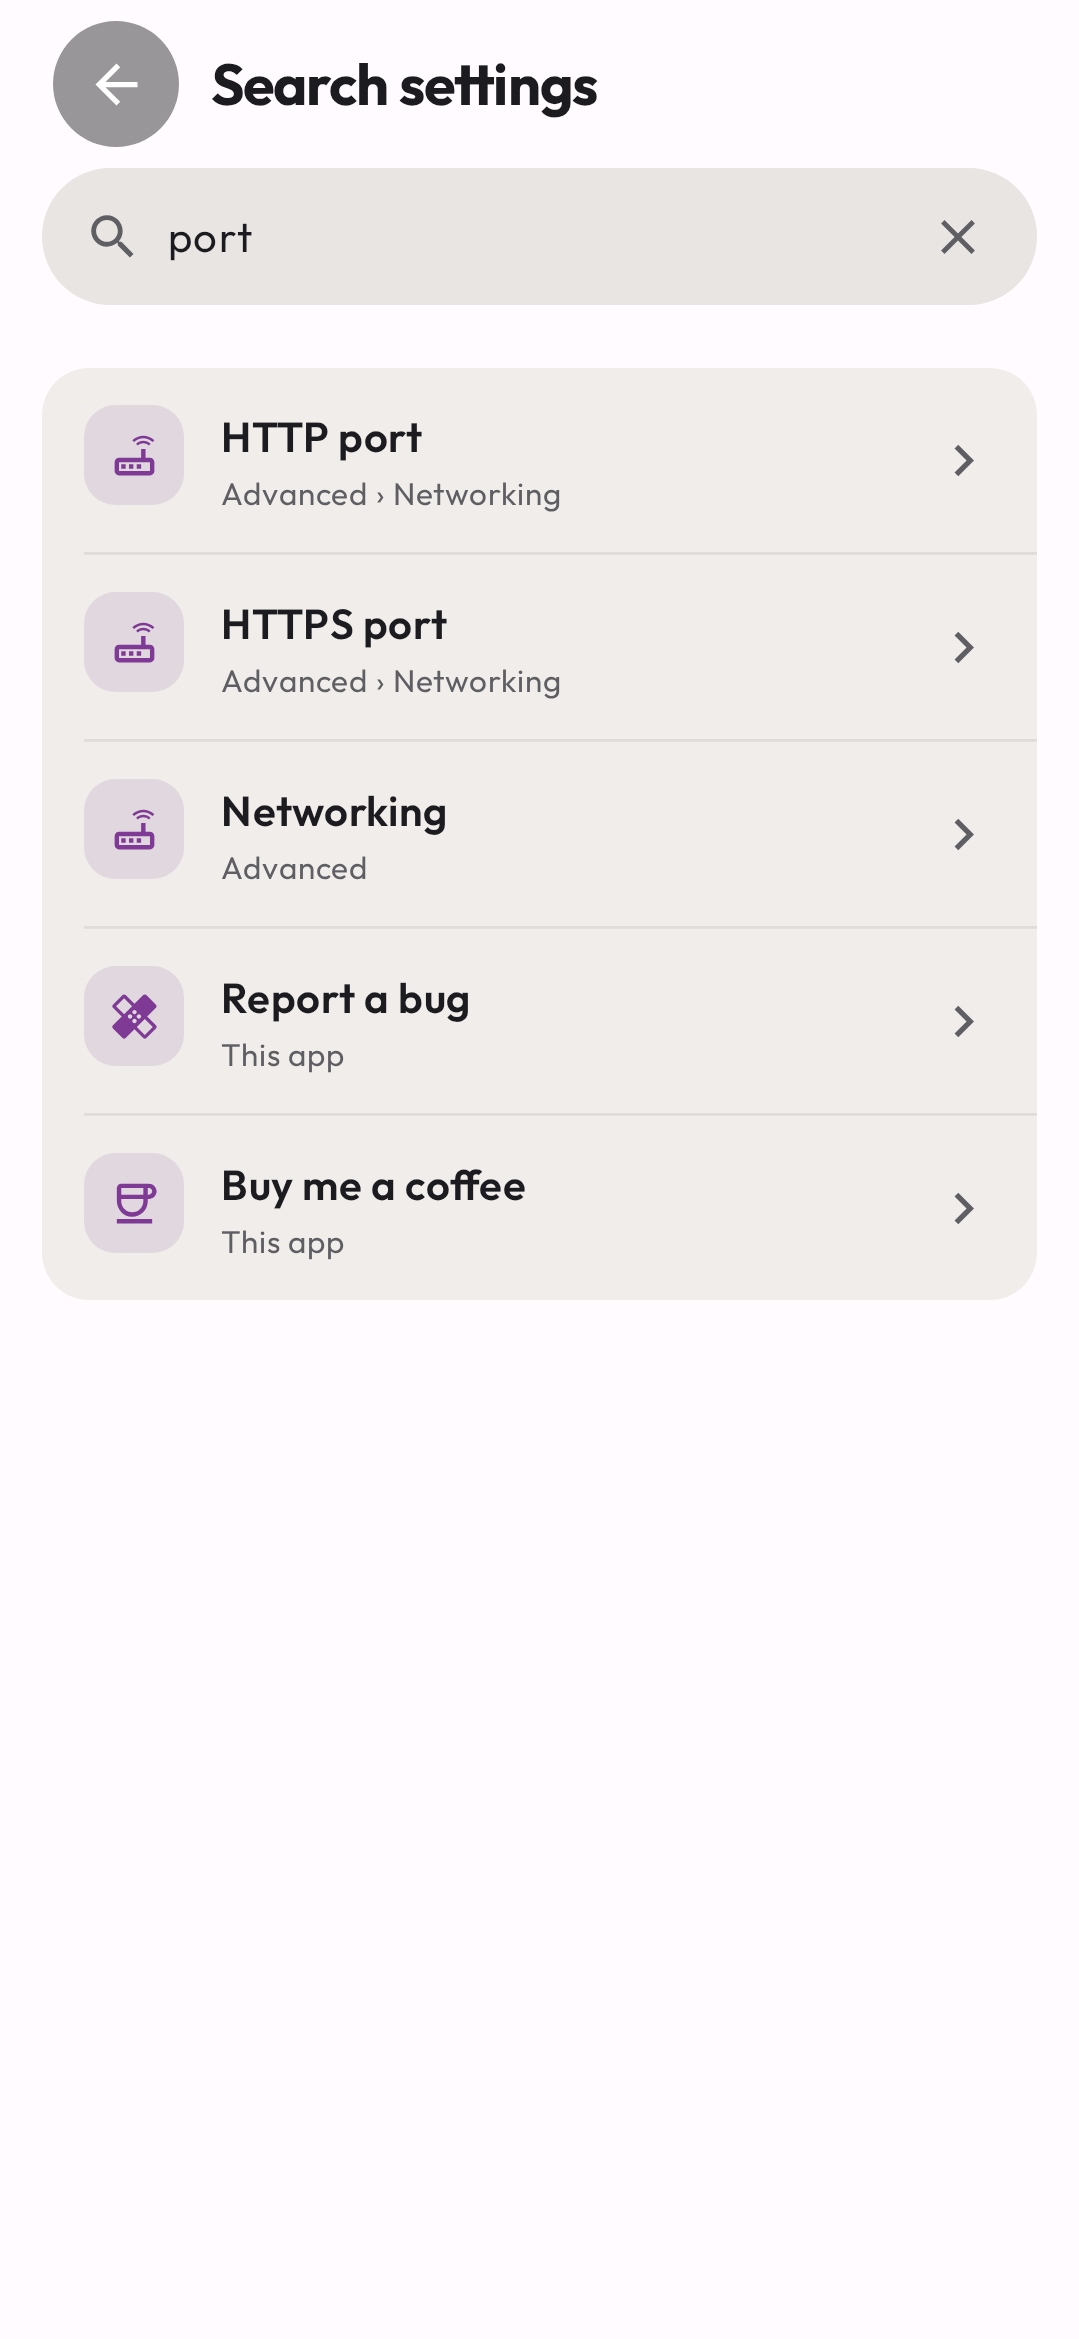 Search settings
port
HTTP port
Advanced › Networking
HTTPS port
Advanced › Networking
Networking
Advanced
Report a bug
This app
Buy me a coffee
This app